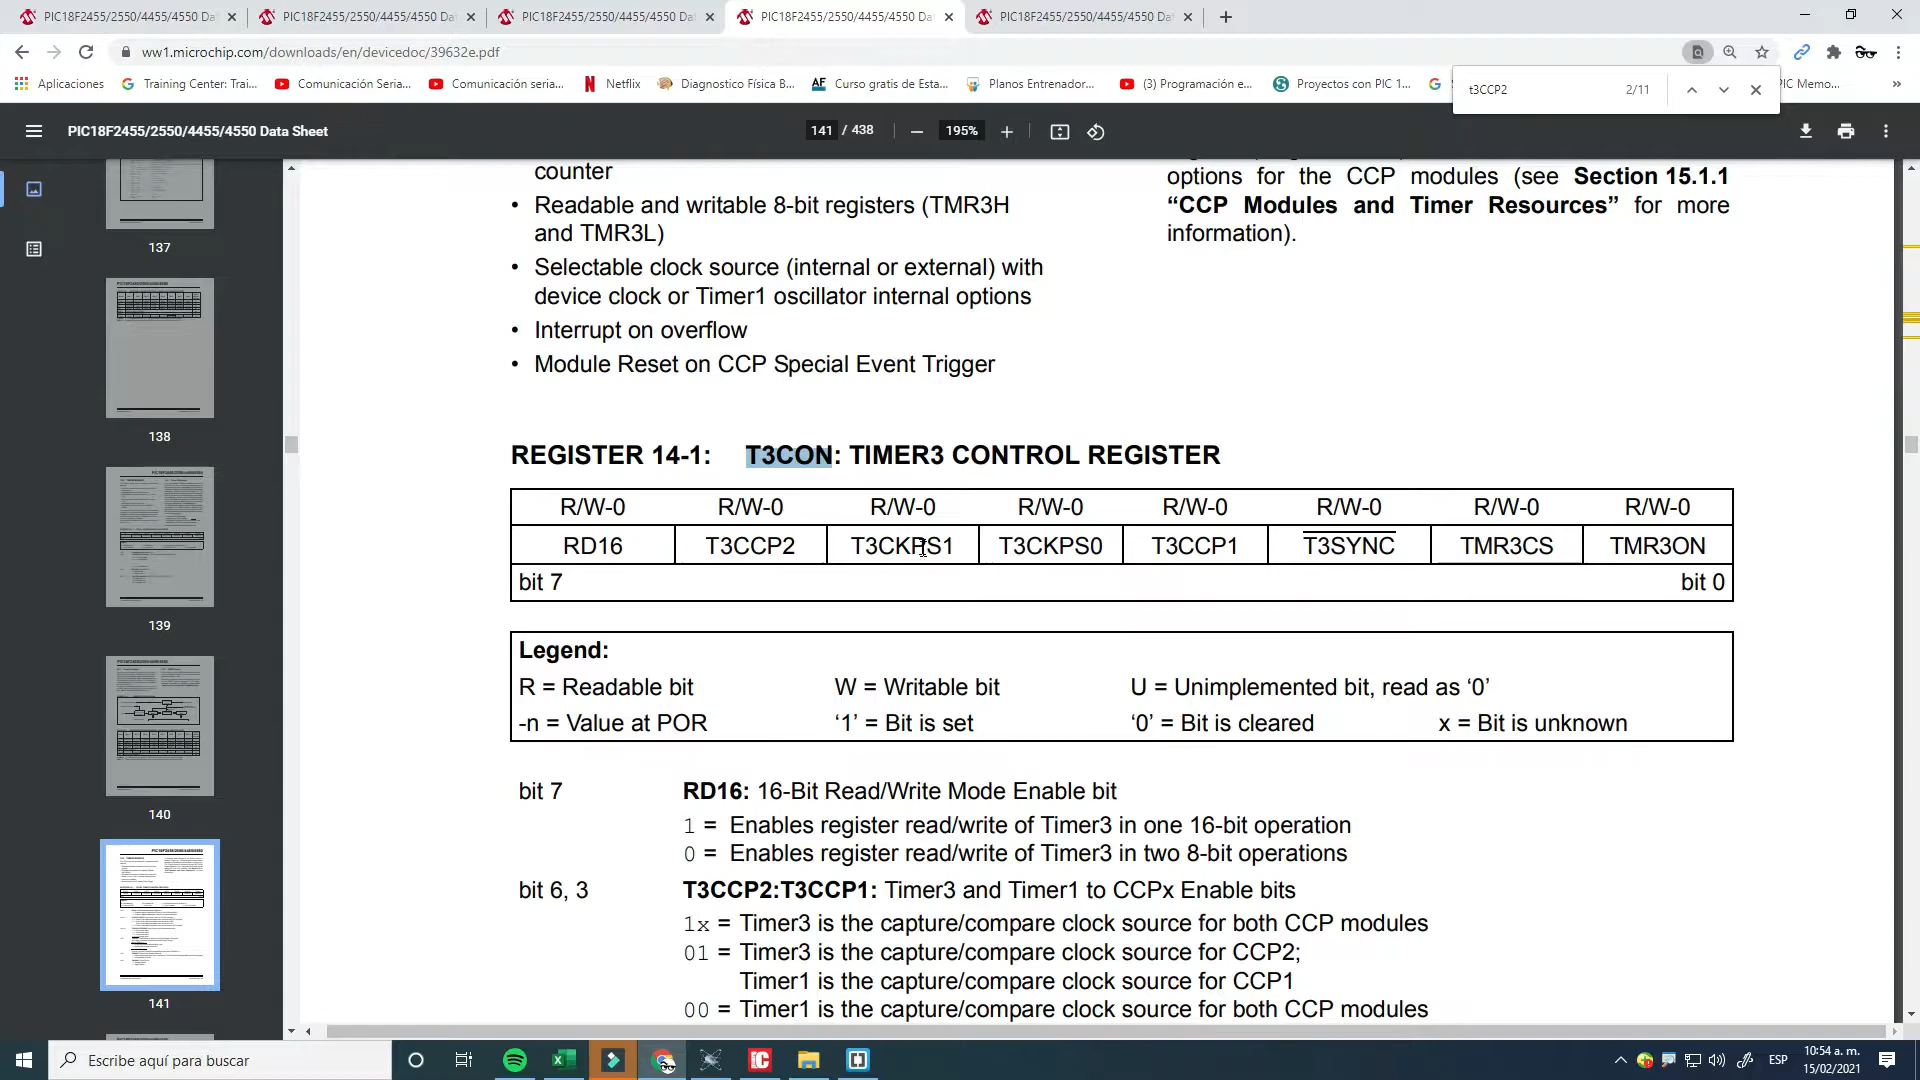 PIC18F2455/2550/4455/4550 Da
PIC18F2455/2550/4455/4550 Dat
PIC18F2455/2550/4455/4550 Dat
PIC18F2455/2550/4455/4550 Dat
PIC18F2455/2550/4455/4550 Dat
ww1.microchip.com/downloads/en/devicedoc/39632e.pdf
Aplicaciones
Training Center: Trai...
Comunicación Seria...
Comunicación seria...
Netflix
Diagnostico Física B...
Curso gratis de Esta...
Planos Entrenador...
(3) Programación e...
Proyectos con PIC 1...
PIC Memo...
t3CCP2
2/11
PIC18F2455/2550/4455/4550 Data Sheet
141 / 438
195%
137
138
139
140
141
counter
• Readable and writable 8-bit registers (TMR3H
and TMR3L)
• Selectable clock source (internal or external) with
device clock or Timer1 oscillator internal options
• Interrupt on overflow
• Module Reset on CCP Special Event Trigger
options for the CCP modules (see Section 15.1.1
“CCP Modules and Timer Resources” for more
information).
REGISTER 14-1: T3CON: TIMER3 CONTROL REGISTER
R/W-0 R/W-0 R/W-0 R/W-0 R/W-0 R/W-0 R/W-0 R/W-0
RD16 T3CCP2 T3CKPS1 T3CKPS0 T3CCP1 T3SYNC TMR3CS TMR3ON
bit 7 bit 0
Legend:
R = Readable bit W = Writable bit U = Unimplemented bit, read as ‘0’
-n = Value at POR ‘1’ = Bit is set ‘0’ = Bit is cleared x = Bit is unknown
bit 7 RD16: 16-Bit Read/Write Mode Enable bit
1 = Enables register read/write of Timer3 in one 16-bit operation
0 = Enables register read/write of Timer3 in two 8-bit operations
bit 6, 3 T3CCP2:T3CCP1: Timer3 and Timer1 to CCPx Enable bits
1x = Timer3 is the capture/compare clock source for both CCP modules
01 = Timer3 is the capture/compare clock source for CCP2;
Timer1 is the capture/compare clock source for CCP1
00 = Timer1 is the capture/compare clock source for both CCP modules
Escribe aquí para buscar
ESP
10:54 a. m.
15/02/2021